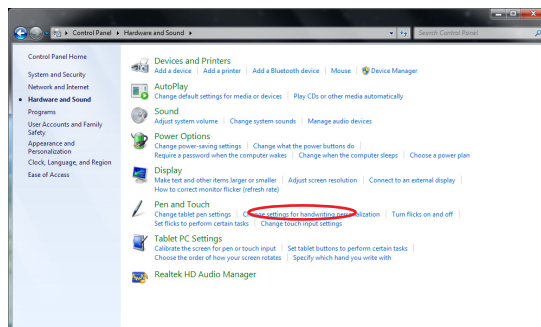 Control Panel ▸ Hardware and Sound ▸ Search Control Panel
Control Panel Home
System and Security
Network and Internet
Hardware and Sound
Programs
User Accounts and Family
Safety
Appearance and
Personalization
Clock, Language, and Region
Ease of Access
Devices and Printers
Add a device | Add a printer | Add a Bluetooth device | Mouse | Device Manager
AutoPlay
Change default settings for media or devices | Play CDs or other media automatically
Sound
Adjust system volume | Change system sounds | Manage audio devices
Power Options
Change power-saving settings | Change what the power buttons do |
Require a password when the computer wakes | Change when the computer sleeps | Choose a power plan
Display
Make text and other items larger or smaller | Adjust screen resolution | Connect to an external display |
How to correct monitor flicker (refresh rate)
Pen and Touch
Change tablet pen settings | Change settings for handwriting personalization | Turn flicks on and off |
Set flicks to perform certain tasks | Change touch input settings
Tablet PC Settings
Calibrate the screen for pen or touch input | Set tablet buttons to perform certain tasks |
Choose the order of how your screen rotates | Specify which hand you write with
Realtek HD Audio Manager